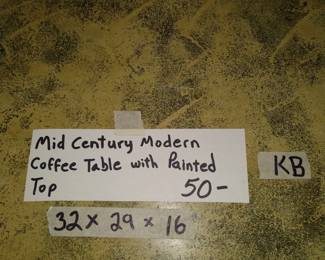 Mid Century Modern
Coffee Table with Painted
Top 50-
KB
32 x 29 x 16